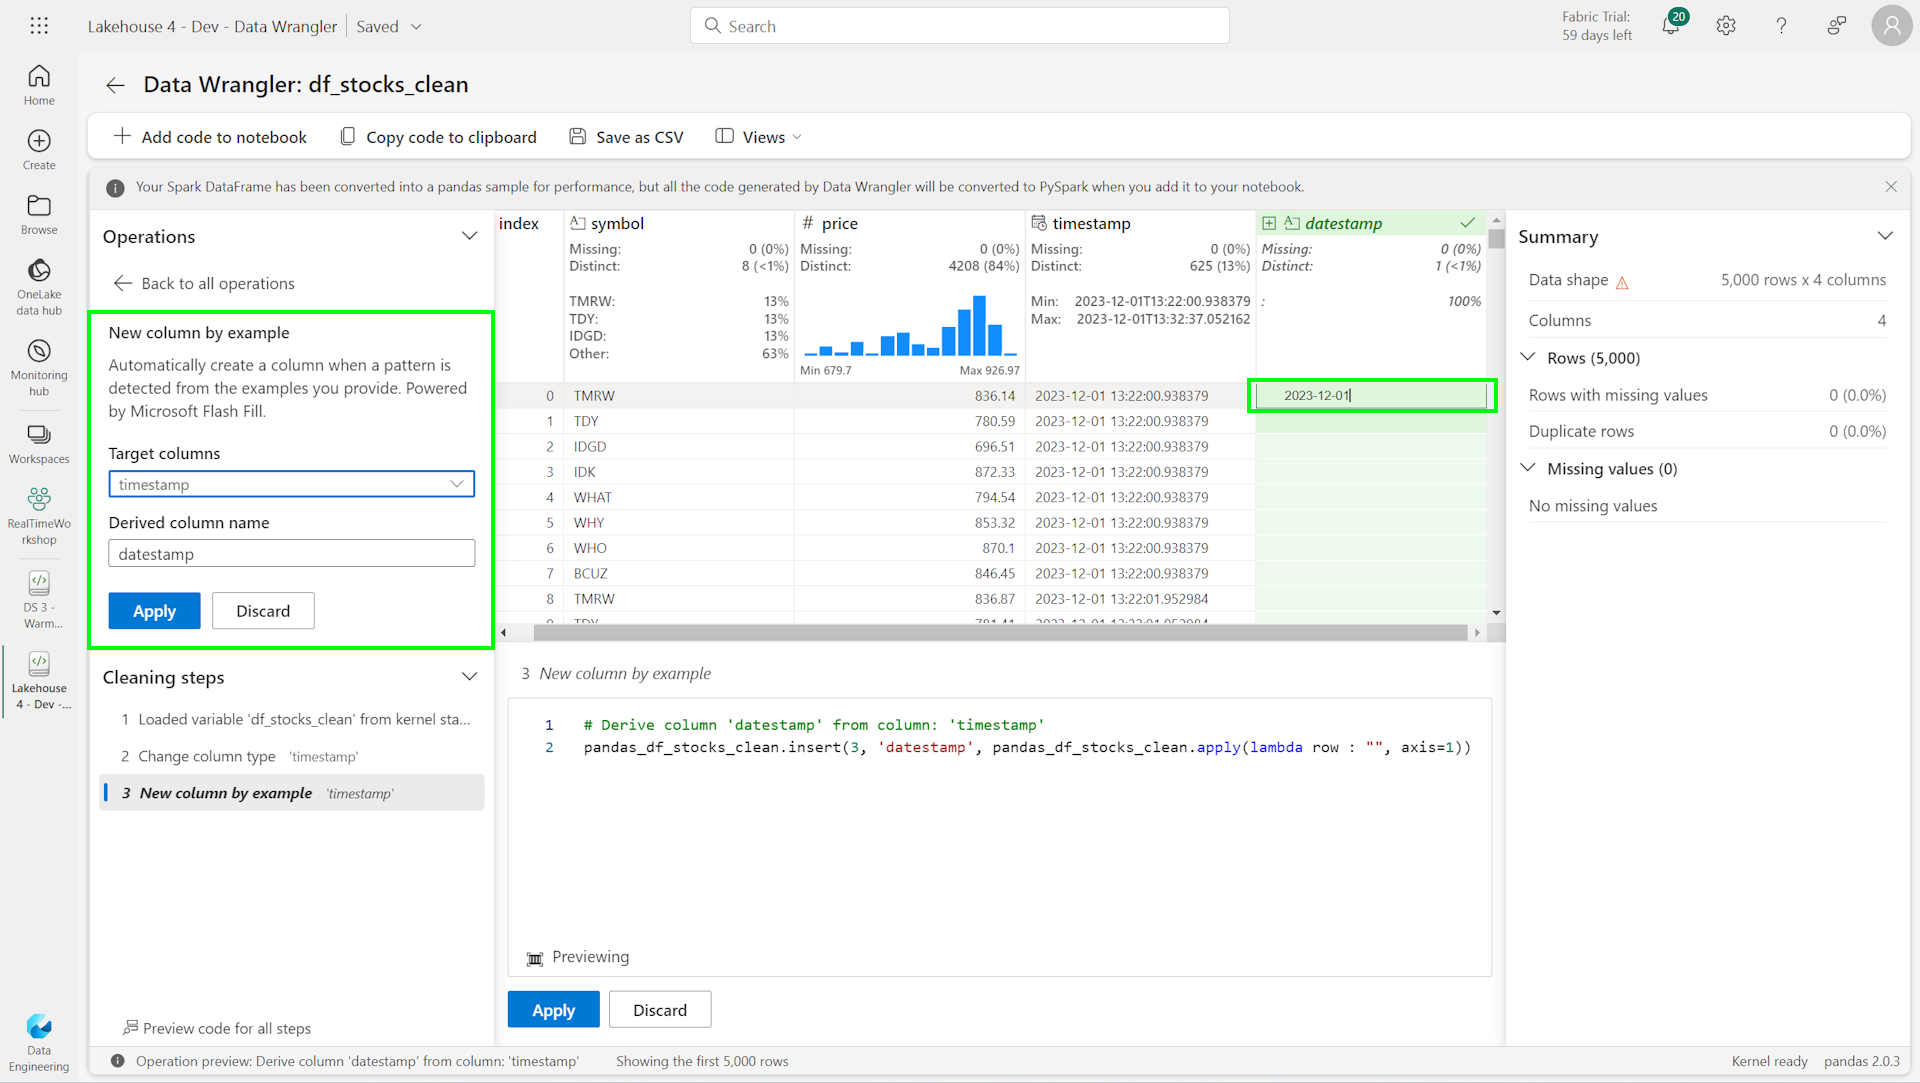 Lakehouse 4 - Dev - Data Wrangler
Saved
Search
Fabric Trial:
59 days left
20
Home
Create
Browse
OneLake
data hub
Monitoring
hub
Workspaces
RealTimeWo
rkshop
DS 3 -
Warm...
Lakehouse
4 - Dev -...
Data
Engineering
Data Wrangler: df_stocks_clean
Add code to notebook
Copy code to clipboard
Save as CSV
Views
Your Spark DataFrame has been converted into a pandas sample for performance, but all the code generated by Data Wrangler will be converted to PySpark when you add it to your notebook.
Operations
Back to all operations
New column by example
Automatically create a column when a pattern is
detected from the examples you provide. Powered
by Microsoft Flash Fill.
Target columns
timestamp
Derived column name
datestamp
Apply
Discard
Cleaning steps
1 Loaded variable 'df_stocks_clean' from kernel sta...
2 Change column type 'timestamp'
3 New column by example 'timestamp'
Preview code for all steps
index
symbol
Missing: 0 (0%)
Distinct: 8 (<1%)
TMRW: 13%
TDY: 13%
IDGD: 13%
Other: 63%
# price
Missing: 0 (0%)
Distinct: 4208 (84%)
Min 679.7 Max 926.97
timestamp
Missing: 0 (0%)
Distinct: 625 (13%)
Min: 2023-12-01T13:22:00.938379
Max: 2023-12-01T13:32:37.052162
datestamp
Missing: 0 (0%)
Distinct: 1 (<1%)
: 100%
0 TMRW 836.14 2023-12-01 13:22:00.938379 2023-12-01
1 TDY 780.59 2023-12-01 13:22:00.938379
2 IDGD 696.51 2023-12-01 13:22:00.938379
3 IDK 872.33 2023-12-01 13:22:00.938379
4 WHAT 794.54 2023-12-01 13:22:00.938379
5 WHY 853.32 2023-12-01 13:22:00.938379
6 WHO 870.1 2023-12-01 13:22:00.938379
7 BCUZ 846.45 2023-12-01 13:22:00.938379
8 TMRW 836.87 2023-12-01 13:22:01.952984
9 TDY 781.41 2023-12-01 13:22:01.952984
3 New column by example
1 # Derive column 'datestamp' from column: 'timestamp'
2 pandas_df_stocks_clean.insert(3, 'datestamp', pandas_df_stocks_clean.apply(lambda row : "", axis=1))
Previewing
Apply
Discard
Summary
Data shape 5,000 rows x 4 columns
Columns 4
Rows (5,000)
Rows with missing values 0 (0.0%)
Duplicate rows 0 (0.0%)
Missing values (0)
No missing values
Operation preview: Derive column 'datestamp' from column: 'timestamp'
Showing the first 5,000 rows
Kernel ready
pandas 2.0.3